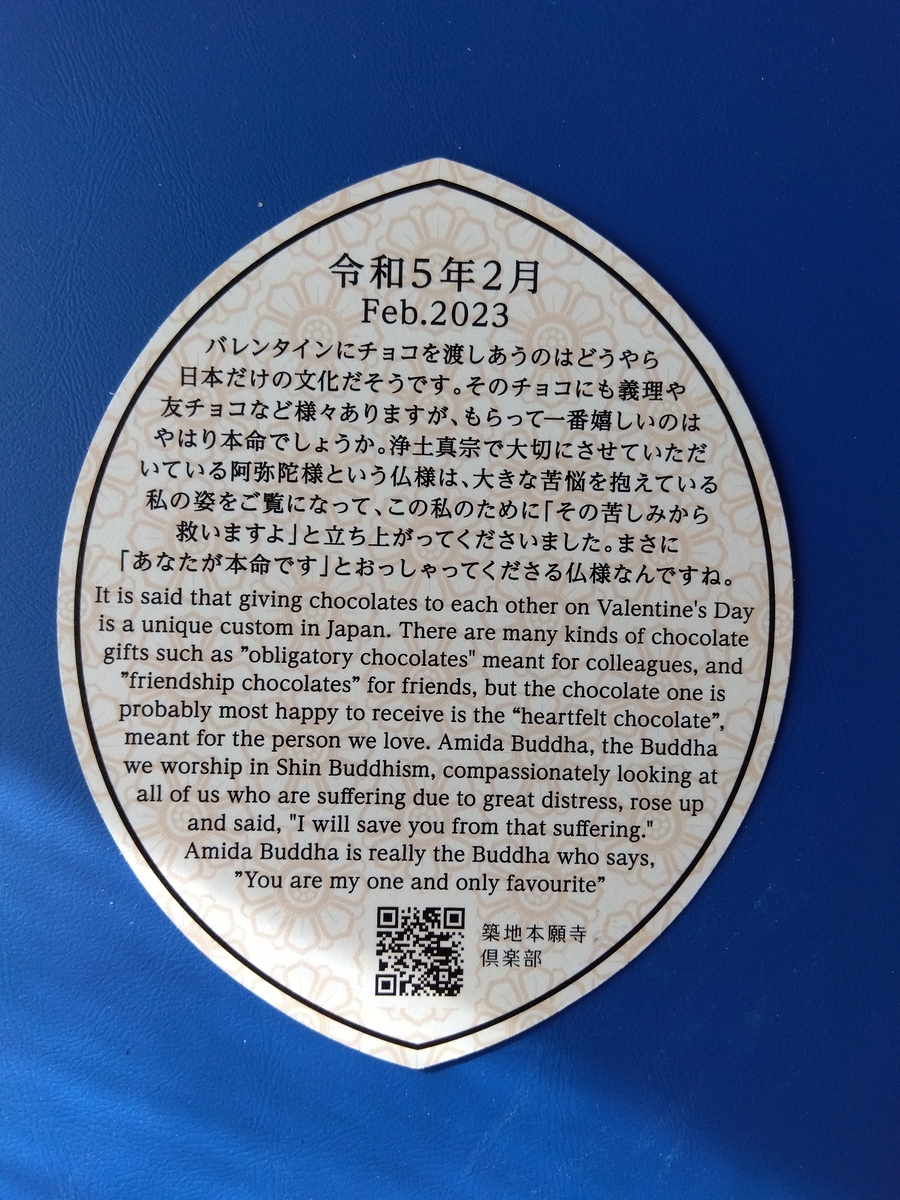 令和5年2月
Feb.2023
バレンタインにチョコを渡しあうのはどうやら
日本だけの文化だそうです。そのチョコにも義理や
友チョコなど様々ありますが、もらって一番嬉しいのは
やはり本命でしょうか。浄土真宗で大切にさせていただ
いている阿弥陀様という仏様は、大きな苦悩を抱えている
私の姿をご覧になって、この私のために「その苦しみから
救いますよ」と立ち上がってくださいました。まさに
「あなたが本命です」とおっしゃってくださる仏様なんですね。
It is said that giving chocolates to each other on Valentine's Day
is a unique custom in Japan. There are many kinds of chocolate
gifts such as ”obligatory chocolates" meant for colleagues, and
”friendship chocolates” for friends, but the chocolate one is
probably most happy to receive is the “heartfelt chocolate”,
meant for the person we love. Amida Buddha, the Buddha
we worship in Shin Buddhism, compassionately looking at
all of us who are suffering due to great distress, rose up
and said, "I will save you from that suffering."
Amida Buddha is really the Buddha who says,
”You are my one and only favourite”
築地本願寺
倶楽部